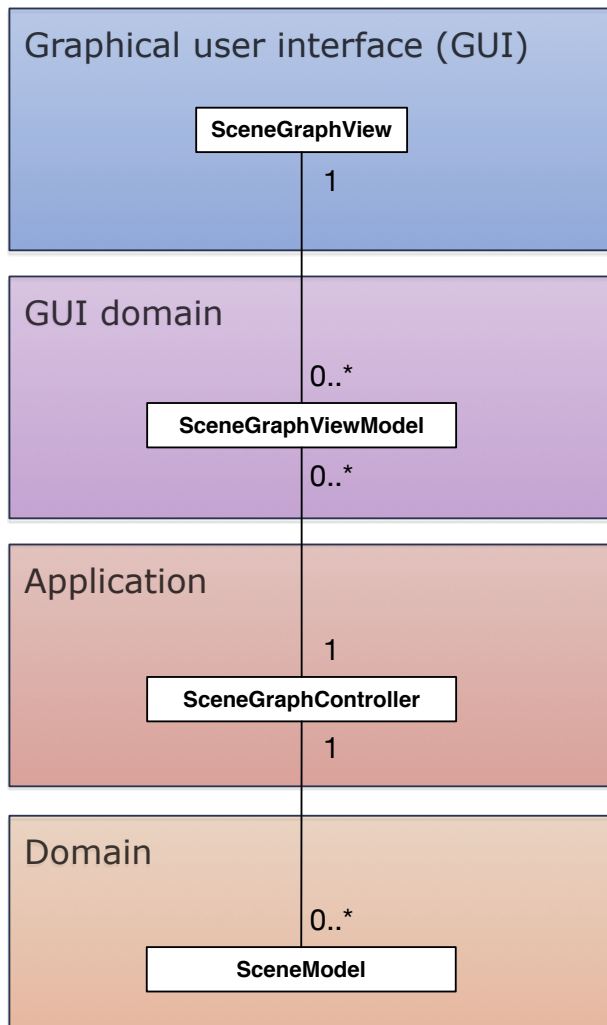 Graphical user interface (GUI)
SceneGraphView
1
GUI domain
0..*
SceneGraphViewModel
0..*
Application
1
SceneGraphController
1
Domain
0..*
SceneModel